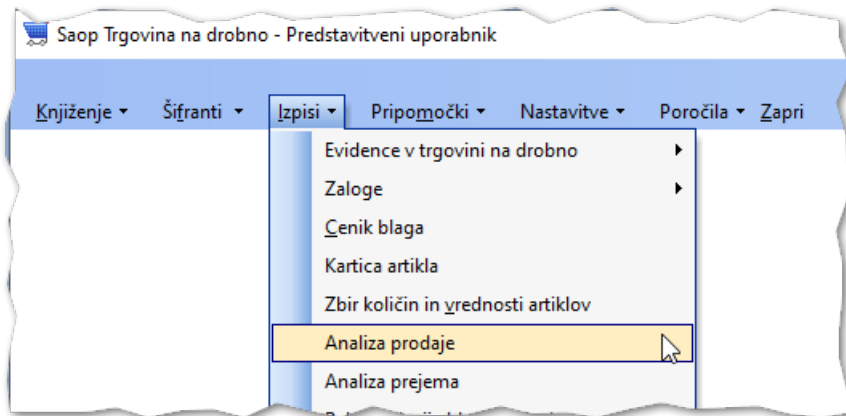 Saop Trgovina na drobno - Predstavitveni uporabnik
Knjiženje Šifranti Izpisi Pripomočki Nastavitve Poročila Zapri
Evidence v trgovini na drobno
Zaloge
Cenik blaga
Kartica artikla
Zbir količin in vrednosti artiklov
Analiza prodaje
Analiza prejema